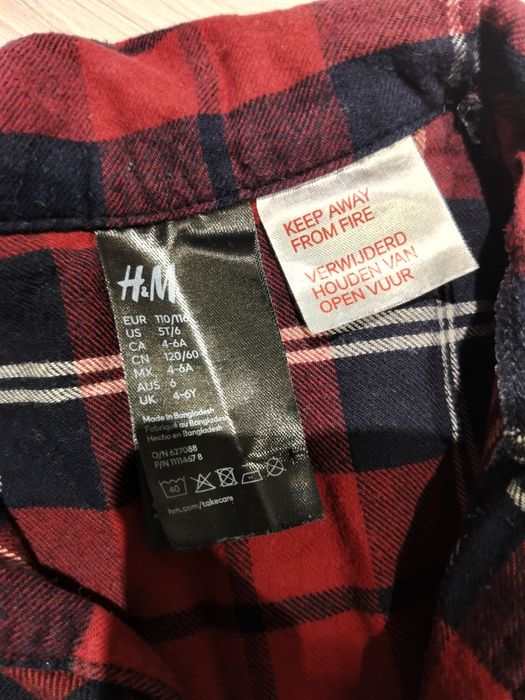 H&M
EUR 110/116
US 5T/6
CA 4-6A
CN 120/60
MX 4-6A
AUS 6
UK 4-6Y
Made in Bangladesh
Fabriqué au Bangladesh
Hecho en Bangladesh
O/N 627088
P/N 1111467 8
40
hm.com/takecare
KEEP AWAY
FROM FIRE
VERWIJDERD
HOUDEN VAN
OPEN VUUR